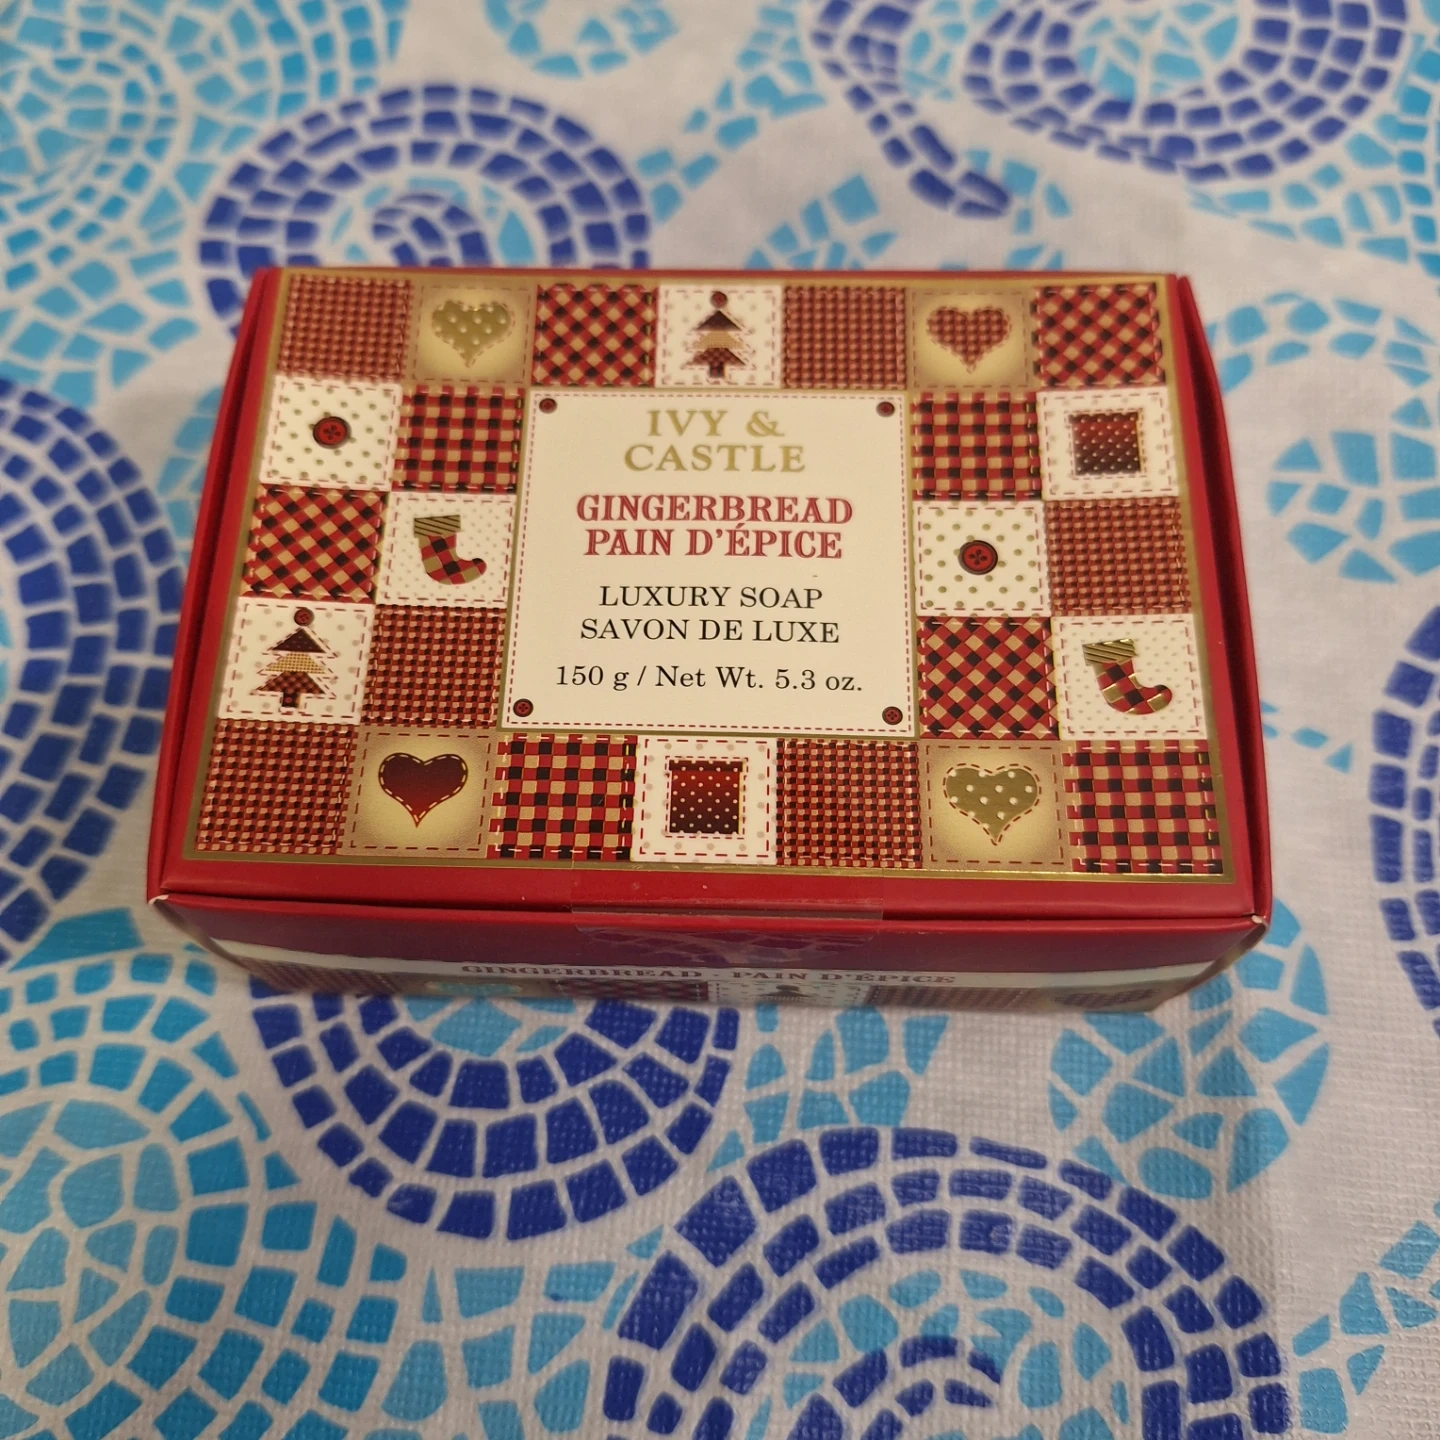 IVY &
CASTLE
GINGERBREAD
PAIN D'ÉPICE
LUXURY SOAP
SAVON DE LUXE
150 g / Net Wt. 5.3 oz.
GINGERBREAD · PAIN D'ÉPICE